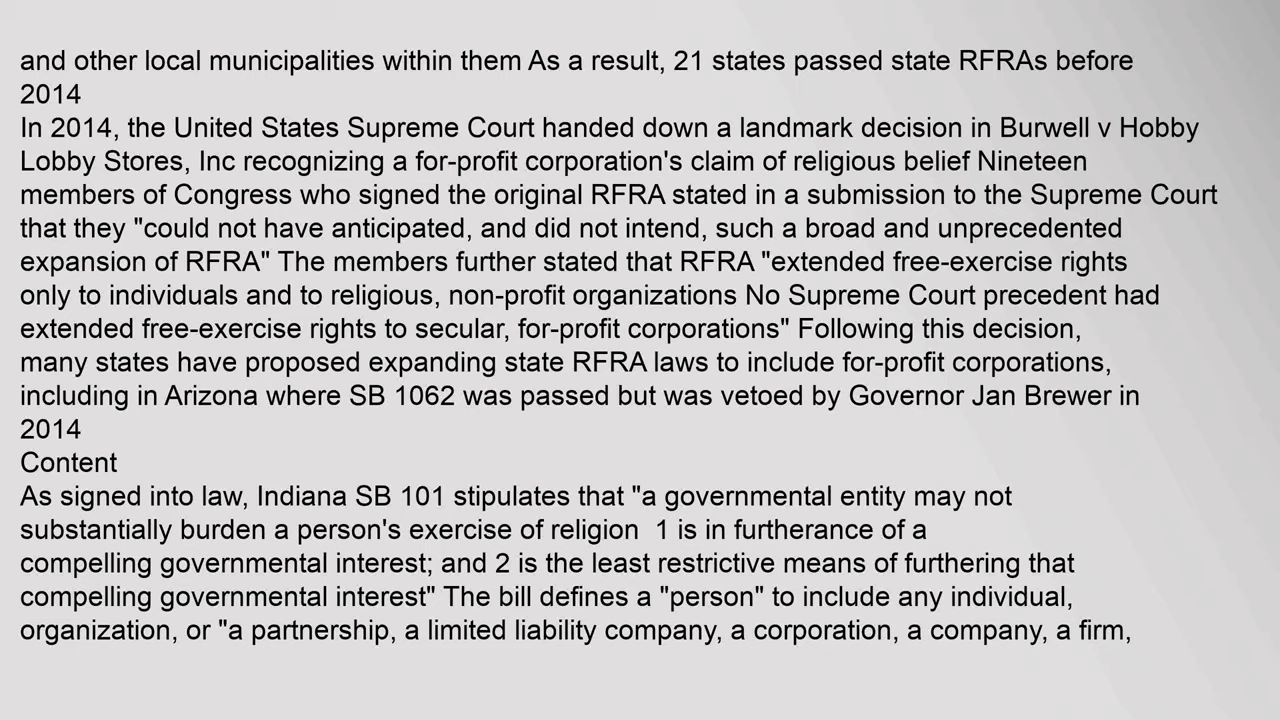 and other local municipalities within them As a result, 21 states passed state RFRAs before
2014
In 2014, the United States Supreme Court handed down a landmark decision in Burwell v Hobby
Lobby Stores, Inc recognizing a for-profit corporation's claim of religious belief Nineteen
members of Congress who signed the original RFRA stated in a submission to the Supreme Court
that they "could not have anticipated, and did not intend, such a broad and unprecedented
expansion of RFRA" The members further stated that RFRA "extended free-exercise rights
only to individuals and to religious, non-profit organizations No Supreme Court precedent had
extended free-exercise rights to secular, for-profit corporations" Following this decision,
many states have proposed expanding state RFRA laws to include for-profit corporations,
including in Arizona where SB 1062 was passed but was vetoed by Governor Jan Brewer in
2014
Content
As signed into law, Indiana SB 101 stipulates that "a governmental entity may not
substantially burden a person's exercise of religion  1 is in furtherance of a
compelling governmental interest; and 2 is the least restrictive means of furthering that
compelling governmental interest" The bill defines a "person" to include any individual,
organization, or "a partnership, a limited liability company, a corporation, a company, a firm,